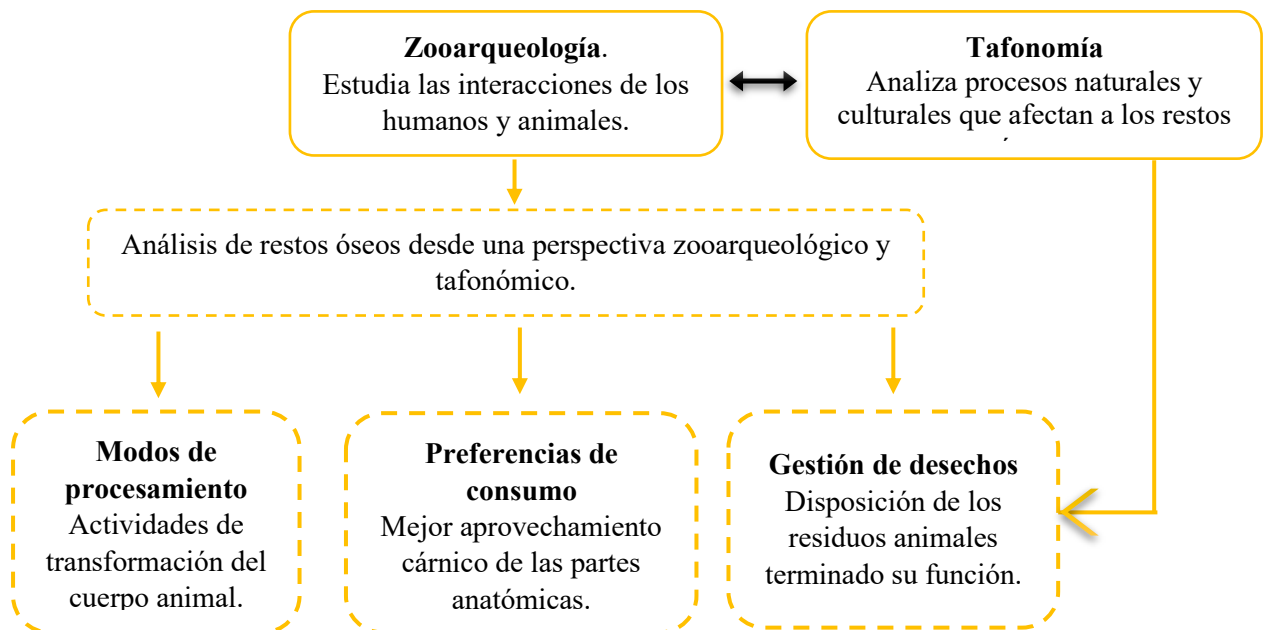 Zooarqueología.
Estudia las interacciones de los
humanos y animales.
Tafonomía
Analiza procesos naturales y
culturales que afectan a los restos
Análisis de restos óseos desde una perspectiva zooarqueológico y
tafonómico.
Modos de
procesamiento
Actividades de
transformación del
cuerpo animal.
Preferencias de
consumo
Mejor aprovechamiento
cárnico de las partes
anatómicas.
Gestión de desechos
Disposición de los
residuos animales
terminado su función.